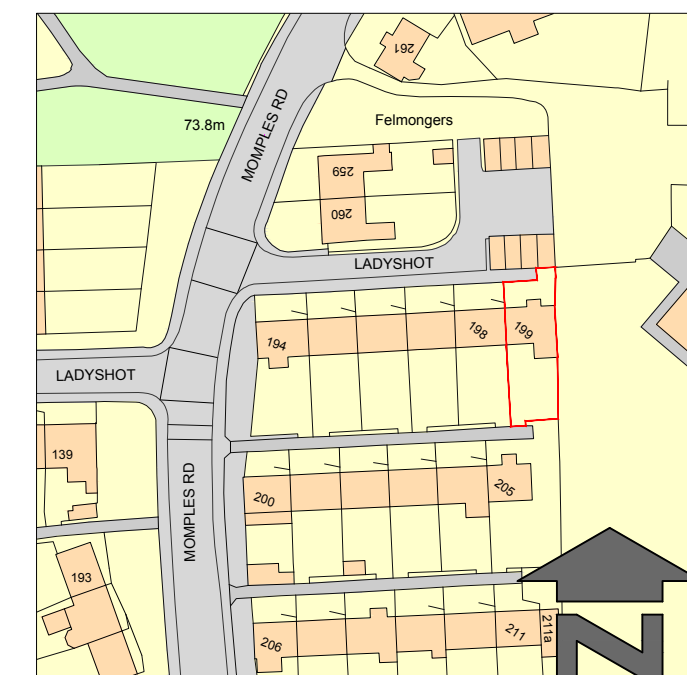 261
MOMPLES RD
Felmongers
73.8m
259
260
LADYSHOT
194
198
199
LADYSHOT
139
MOMPLES RD
200
205
193
206
211
211a
N